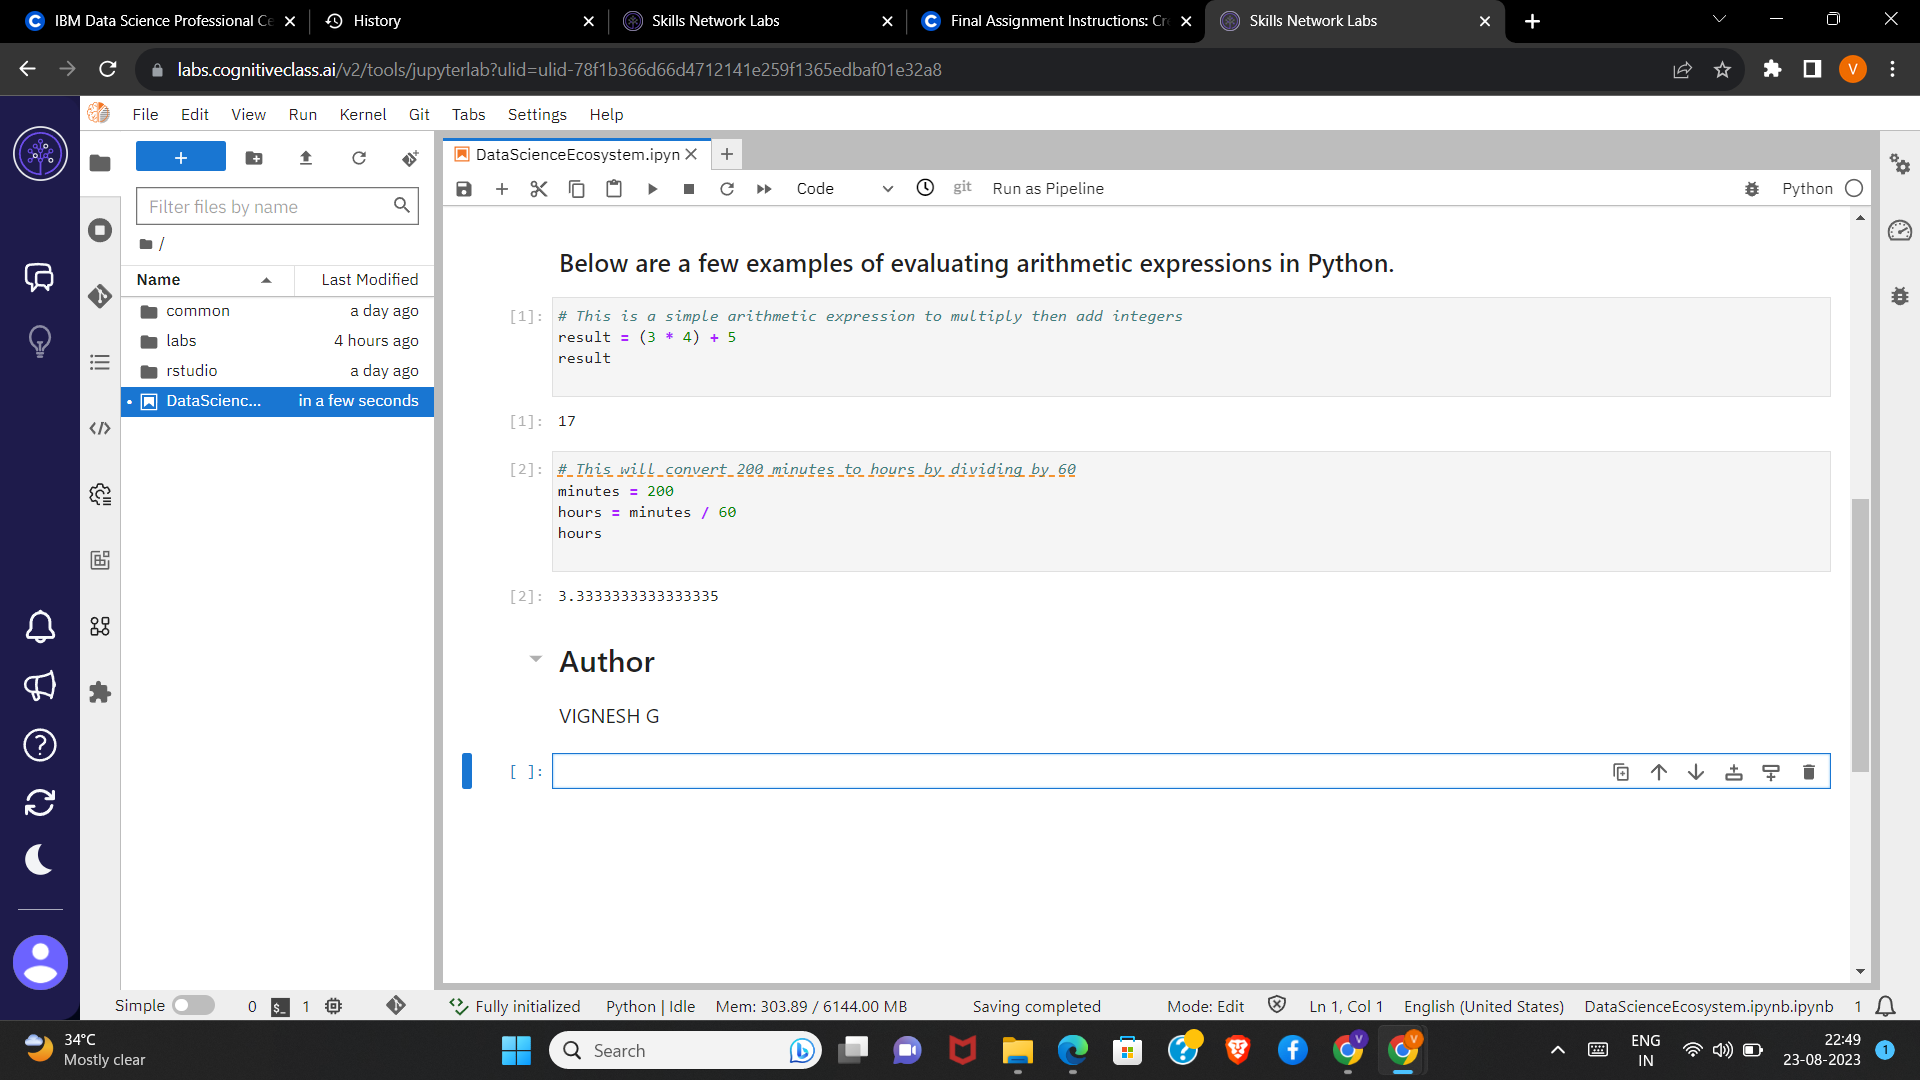 IBM Data Science Professional Ce
History
Skills Network Labs
Final Assignment Instructions: Cr
Skills Network Labs
labs.cognitiveclass.ai/v2/tools/jupyterlab?ulid=ulid-78f1b366d66d4712141e259f1365edbaf01e32a8
V
File Edit View Run Kernel Git Tabs Settings Help
DataScienceEcosystem.ipyn
Code
git
Run as Pipeline
Python
Filter files by name
/
Name Last Modified
common a day ago
labs 4 hours ago
rstudio a day ago
DataScienc... in a few seconds
Below are a few examples of evaluating arithmetic expressions in Python.
[1]: # This is a simple arithmetic expression to multiply then add integers
result = (3 * 4) + 5
result
[1]: 17
[2]: # This will convert 200 minutes to hours by dividing by 60
minutes = 200
hours = minutes / 60
hours
[2]: 3.3333333333333335
Author
VIGNESH G
[ ]:
Simple 0 $_ 1 Fully initialized Python | Idle Mem: 303.89 / 6144.00 MB Saving completed Mode: Edit Ln 1, Col 1 English (United States) DataScienceEcosystem.ipynb.ipynb 1
34°C
Mostly clear
Search
V
V
ENG
IN
22:49
23-08-2023
1